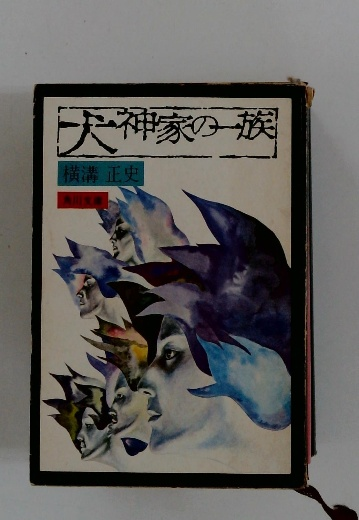 犬神家の一族
横溝 正史
角川文庫